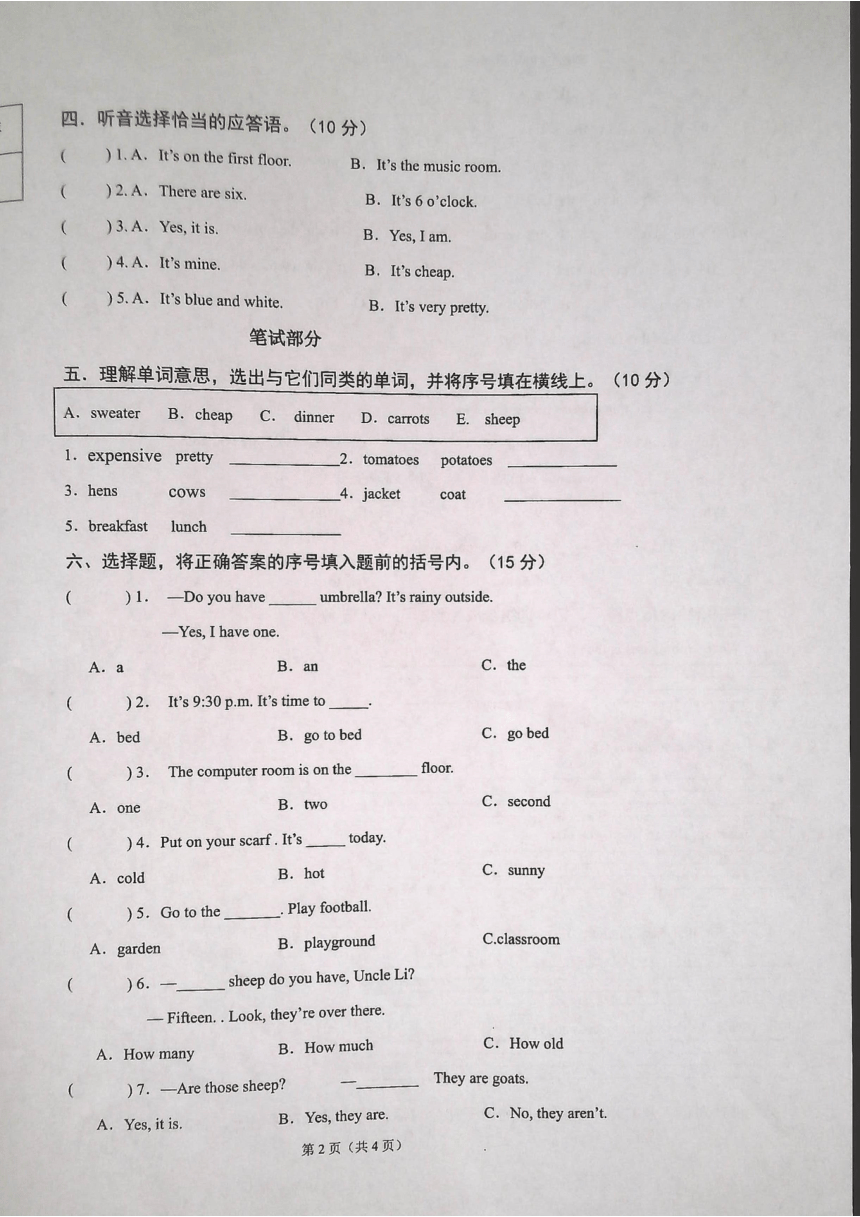 四．听音选择恰当的应答语。（10 分）
( ) 1. A．It's on the first floor. B．It's the music room.
( ) 2. A．There are six. B．It's 6 o'clock.
( ) 3. A．Yes, it is. B．Yes, I am.
( ) 4. A．It's mine. B．It's cheap.
( ) 5. A．It's blue and white. B．It's very pretty.
笔试部分
五．理解单词意思，选出与它们同类的单词，并将序号填在横线上。（10 分）
A．sweater B．cheap C． dinner D．carrots E. sheep
1．expensive pretty ________ 2．tomatoes potatoes ________
3．hens cows ________ 4．jacket coat ________
5．breakfast lunch ________
六、选择题，将正确答案的序号填入题前的括号内。（15 分）
( ) 1． —Do you have ______ umbrella? It's rainy outside.
—Yes, I have one.
A．a B．an C．the
( ) 2． It's 9:30 p.m. It's time to _____.
A．bed B．go to bed C．go bed
( ) 3． The computer room is on the ________ floor.
A．one B．two C．second
( ) 4．Put on your scarf . It's _____ today.
A．cold B．hot C．sunny
( ) 5．Go to the _______. Play football.
A．garden B．playground C.classroom
( ) 6．—______ sheep do you have, Uncle Li?
— Fifteen. . Look, they're over there.
A．How many B．How much C．How old
( ) 7．—Are those sheep? —________ They are goats.
A．Yes, it is. B．Yes, they are. C．No, they aren't.
第 2 页（共 4 页）